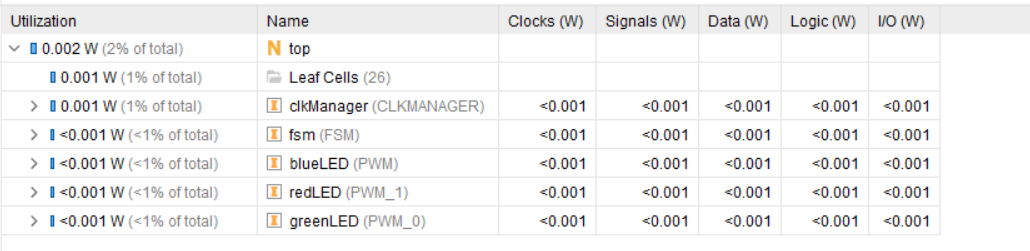 Utilization Name Clocks (W) Signals (W) Data (W) Logic (W) I/O (W)
0.002 W (2% of total) N top
0.001 W (1% of total) Leaf Cells (26)
0.001 W (1% of total) I clkManager (CLKMANAGER) <0.001 <0.001 <0.001 <0.001 <0.001
<0.001 W (<1% of total) I fsm (FSM) <0.001 <0.001 <0.001 <0.001 <0.001
<0.001 W (<1% of total) I blueLED (PWM) <0.001 <0.001 <0.001 <0.001 <0.001
<0.001 W (<1% of total) I redLED (PWM_1) <0.001 <0.001 <0.001 <0.001 <0.001
<0.001 W (<1% of total) I greenLED (PWM_0) <0.001 <0.001 <0.001 <0.001 <0.001